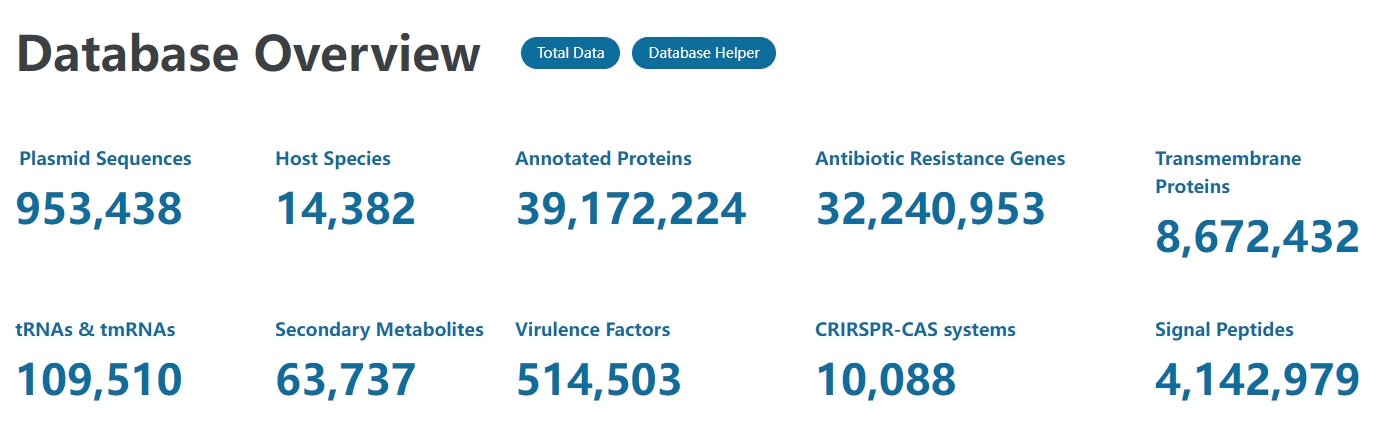 Database Overview
Total Data
Database Helper
Plasmid Sequences
953,438
Host Species
14,382
Annotated Proteins
39,172,224
Antibiotic Resistance Genes
32,240,953
Transmembrane
Proteins
8,672,432
tRNAs & tmRNAs
109,510
Secondary Metabolites
63,737
Virulence Factors
514,503
CRIRSPR-CAS systems
10,088
Signal Peptides
4,142,979